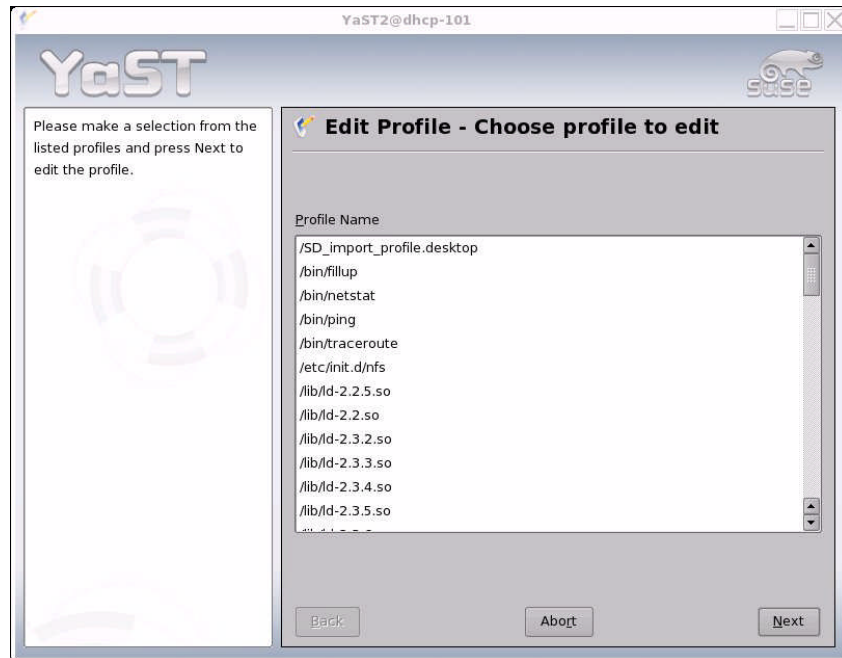 YaST2@dhcp-101
YaST
suse
Please make a selection from the
listed profiles and press Next to
edit the profile.
Edit Profile - Choose profile to edit
Profile Name
/SD_import_profile.desktop
/bin/fillup
/bin/netstat
/bin/ping
/bin/traceroute
/etc/init.d/nfs
/lib/ld-2.2.5.so
/lib/ld-2.2.so
/lib/ld-2.3.2.so
/lib/ld-2.3.3.so
/lib/ld-2.3.4.so
/lib/ld-2.3.5.so
Back
Abort
Next